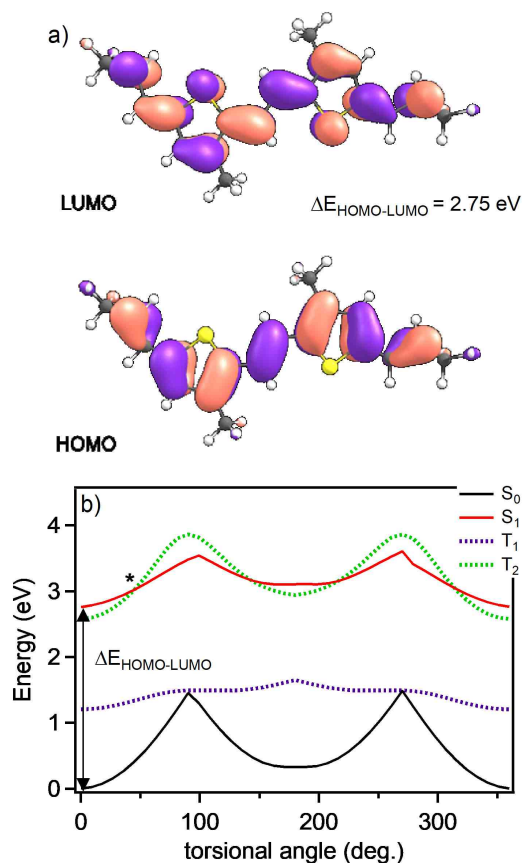 a)
LUMO
ΔE_HOMO-LUMO = 2.75 eV
HOMO
b)
S₀
S₁
T₁
T₂
4
3
2
1
0
*
ΔE_HOMO-LUMO
Energy (eV)
0
100
200
300
torsional angle (deg.)